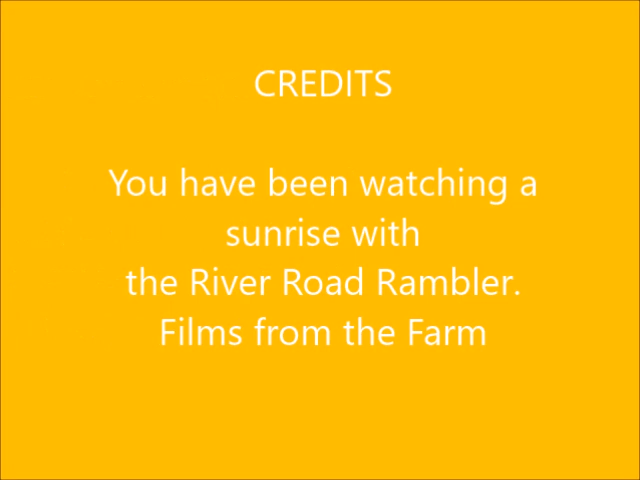 CREDITS
You have been watching a
sunrise with
the River Road Rambler.
Films from the Farm